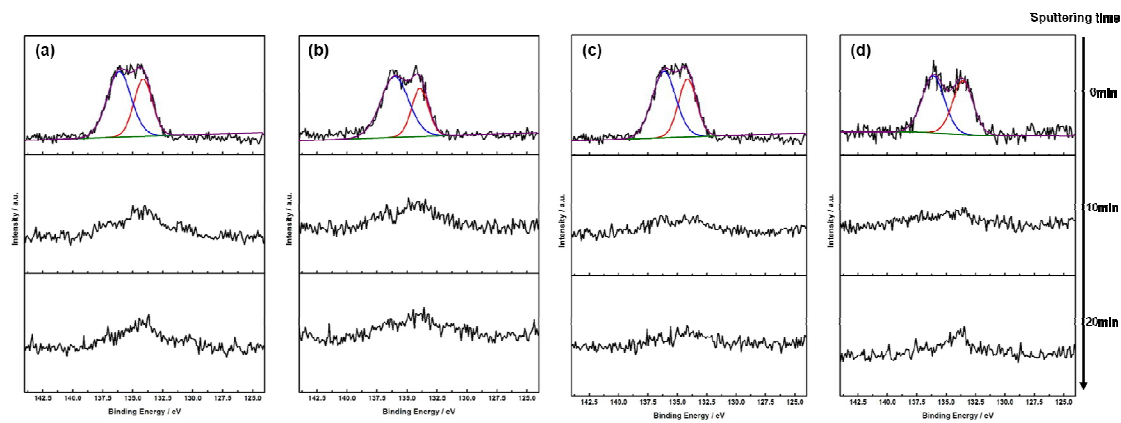 Sputtering time
(a) (b) (c) (d)
0min
Intensity / a.u. Intensity / a.u. Intensity / a.u. Intensity / a.u.
10min
20min
142.5 140.0 137.5 135.0 132.5 130.0 127.5 125.0 142.5 140.0 137.5 135.0 132.5 130.0 127.5 125.0 142.5 140.0 137.5 135.0 132.5 130.0 127.5 125.0 142.5 140.0 137.5 135.0 132.5 130.0 127.5 125.0
Binding Energy / eV Binding Energy / eV Binding Energy / eV Binding Energy / eV